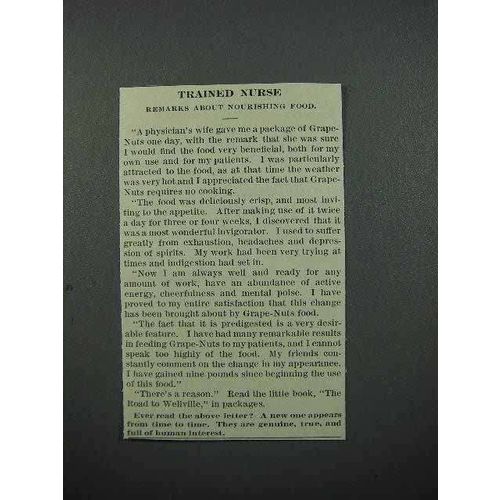 TRAINED NURSE
REMARKS ABOUT NOURISHING FOOD.
"A physician's wife gave me a package of Grape-
Nuts one day, with the remark that she was sure
I would find the food very beneficial, both for my
own use and for my patients. I was particularly
attracted to the food, as at that time the weather
was very hot and I appreciated the fact that Grape-
Nuts requires no cooking.
"The food was deliciously crisp, and most invi-
ting to the appetite. After making use of it twice
a day for three or four weeks, I discovered that it
was a most wonderful invigorator. I used to suffer
greatly from exhaustion, headaches and depres-
sion of spirits. My work had been very trying at
times and indigestion had set in.
"Now I am always well and ready for any
amount of work, have an abundance of active
energy, cheerfulness and mental poise. I have
proved to my entire satisfaction that this change
has been brought about by Grape-Nuts food.
"The fact that it is predigested is a very desir-
able feature. I have had many remarkable results
in feeding Grape-Nuts to my patients, and I cannot
speak too highly of the food. My friends con-
stantly comment on the change in my appearance.
I have gained nine pounds since beginning the use
of this food."
"There's a reason." Read the little book, "The
Road to Wellville," in packages.
Ever read the above letter? A new one appears
from time to time. They are genuine, true, and
full of human interest.